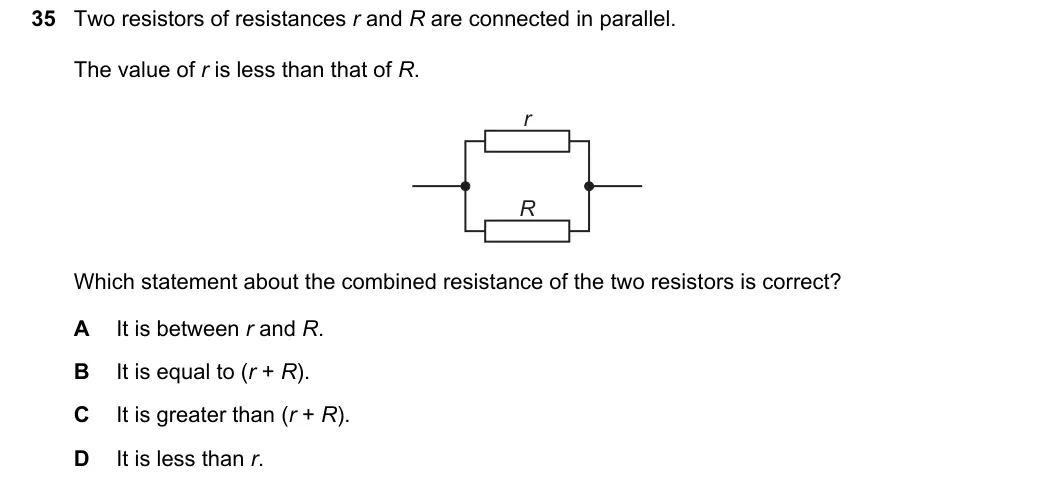 35 Two resistors of resistances r and R are connected in parallel.
The value of r is less than that of R.
r
R
Which statement about the combined resistance of the two resistors is correct?
A It is between r and R.
B It is equal to (r + R).
C It is greater than (r + R).
D It is less than r.